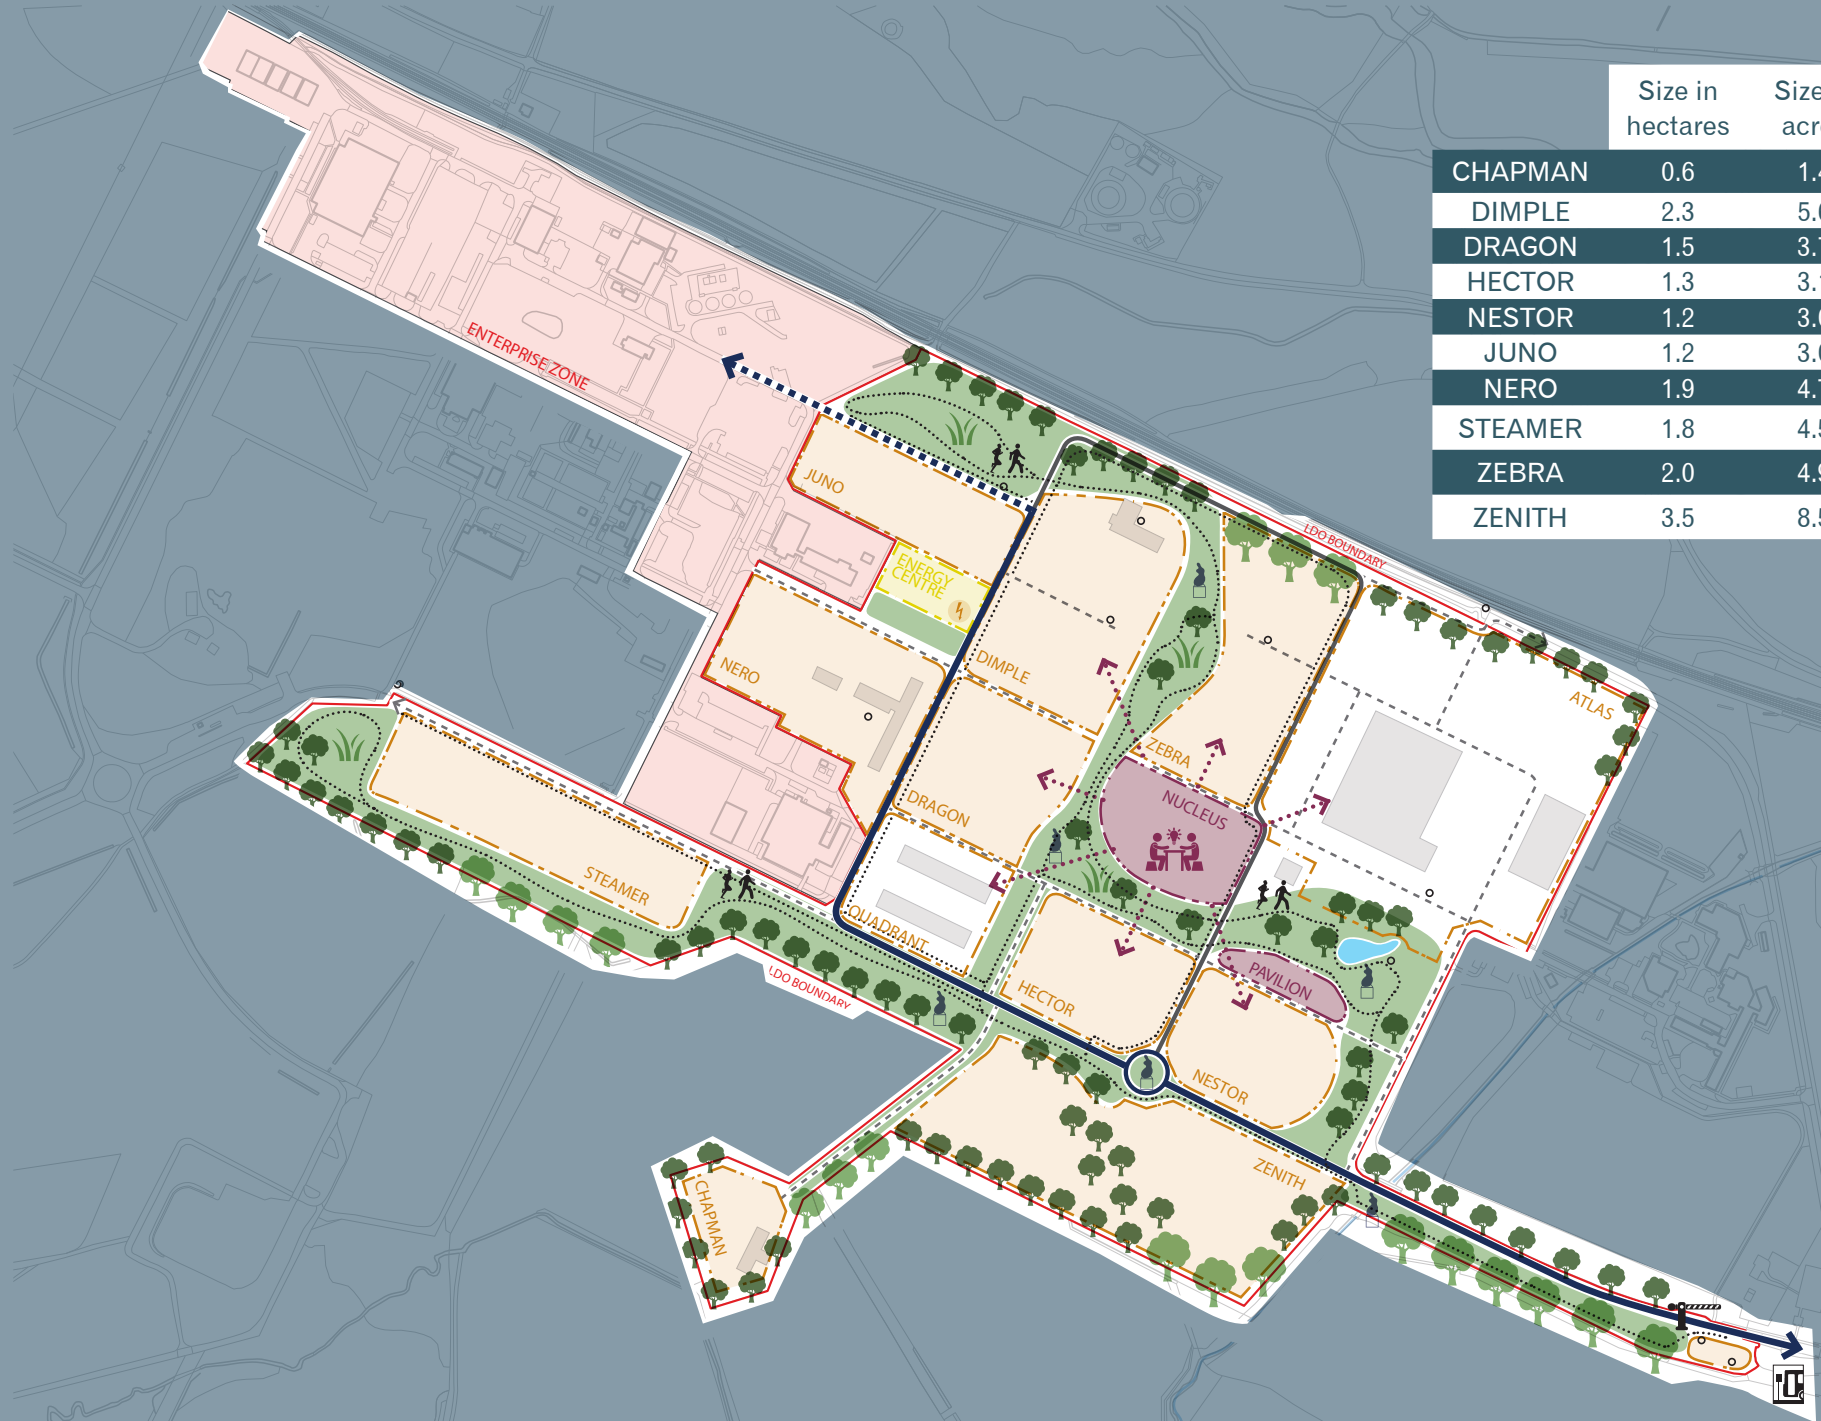 Size in
hectares
CHAPMAN 0.6
DIMPLE 2.3
DRAGON 1.5
HECTOR 1.3
NESTOR 1.2
JUNO 1.2
NERO 1.9
STEAMER 1.8
ZEBRA 2.0
ZENITH 3.5
ENTERPRISE ZONE
JUNO
LDO BOUNDARY
ENERGY
CENTRE
NERO
DIMPLE
ATLAS
ZEBRA
NUCLEUS
DRAGON
STEAMER
QUADRANT
LDO BOUNDARY
HECTOR
PAVILION
NESTOR
ZENITH
CHAPMAN